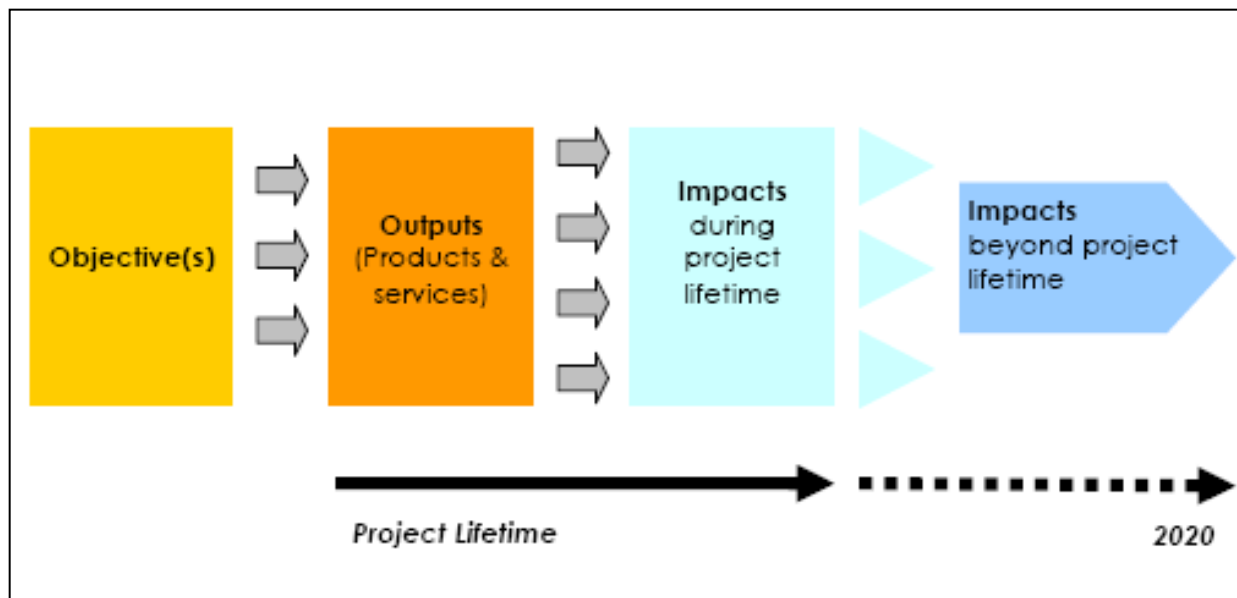 Objective(s)
Outputs
(Products &
services)
Impacts
during
project
lifetime
Impacts
beyond project
lifetime
Project Lifetime
2020